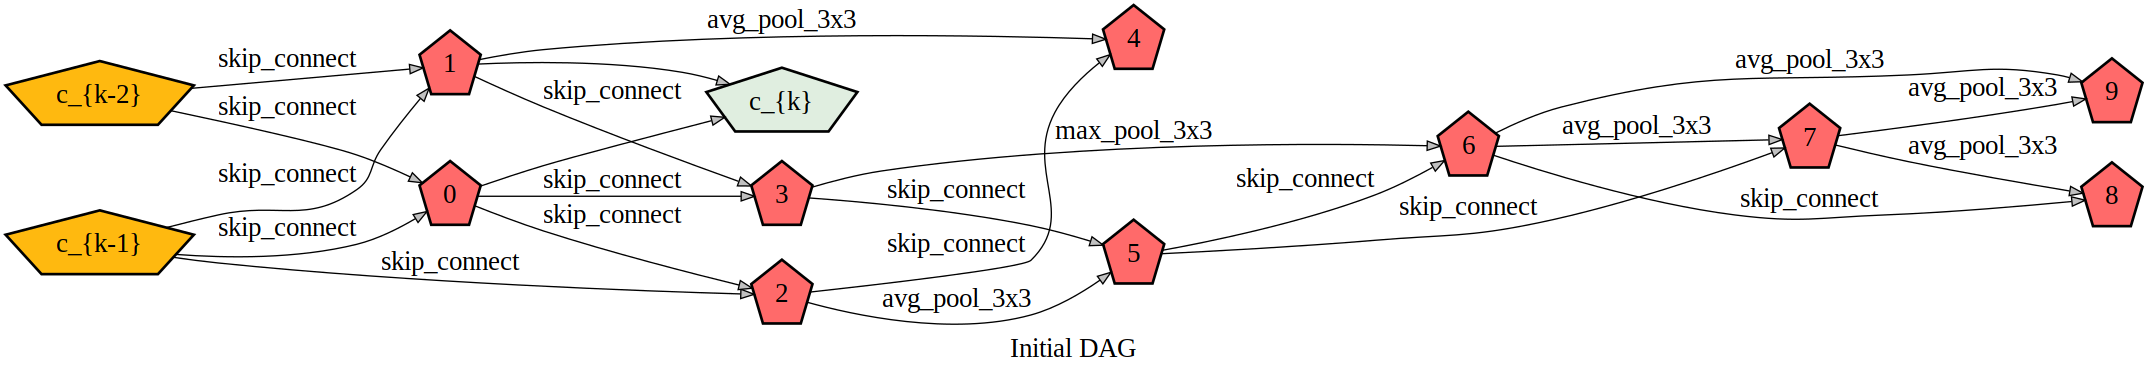 avg_pool_3x3
4
skip_connect
1
avg_pool_3x3
9
c_{k-2}
skip_connect
skip_connect
c_{k}
max_pool_3x3
avg_pool_3x3
6
7
avg_pool_3x3
avg_pool_3x3
skip_connect
0
skip_connect
3
skip_connect
skip_connect
skip_connect
skip_connect
8
c_{k-1}
skip_connect
skip_connect
skip_connect
5
skip_connect
2
avg_pool_3x3
Initial DAG